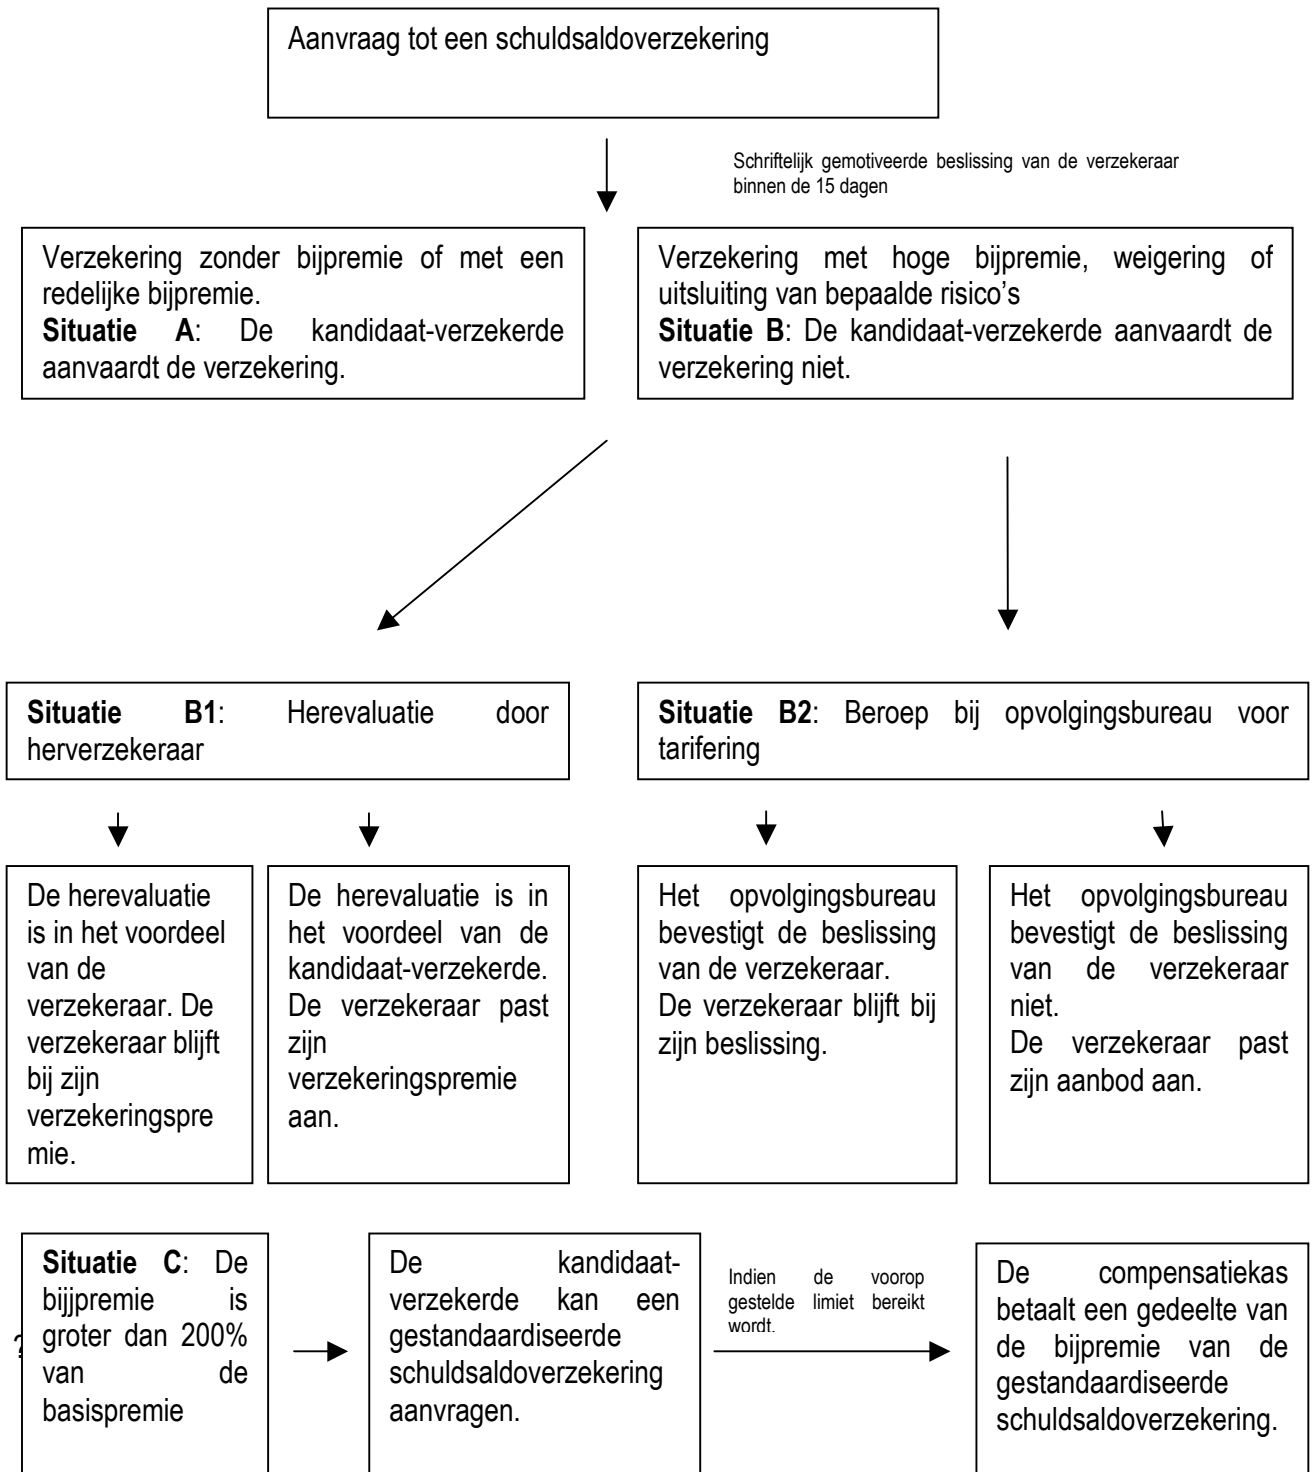 Aanvraag tot een schuldsaldoverzekering
Schriftelijk gemotiveerde beslissing van de verzekeraar
binnen de 15 dagen
Verzekering zonder bijpremie of met een
redelijke bijpremie.
Situatie A: De kandidaat-verzekerde
aanvaardt de verzekering.
Verzekering met hoge bijpremie, weigering of
uitsluiting van bepaalde risico's
Situatie B: De kandidaat-verzekerde aanvaardt de
verzekering niet.
Situatie B1: Herevaluatie door
herverzekeraar
Situatie B2: Beroep bij opvolgingsbureau voor
tarifering
De herevaluatie
is in het voordeel
van de
verzekeraar. De
verzekeraar blijft
bij zijn
verzekeringspre
mie.
De herevaluatie is in
het voordeel van de
kandidaat-verzekerde.
De verzekeraar past
zijn
verzekeringspremie
aan.
Het opvolgingsbureau
bevestigt de beslissing
van de verzekeraar.
De verzekeraar blijft bij
zijn beslissing.
Het opvolgingsbureau
bevestigt de beslissing
van de verzekeraar
niet.
De verzekeraar past
zijn aanbod aan.
?
Situatie C: De
bijjpremie is
groter dan 200%
van de
basispremie
De kandidaat-
verzekerde kan een
gestandaardiseerde
schuldsaldoverzekering
aanvragen.
Indien de voorop
gestelde limiet bereikt
wordt.
De compensatiekas
betaalt een gedeelte van
de bijpremie van de
gestandaardiseerde
schuldsaldoverzekering.